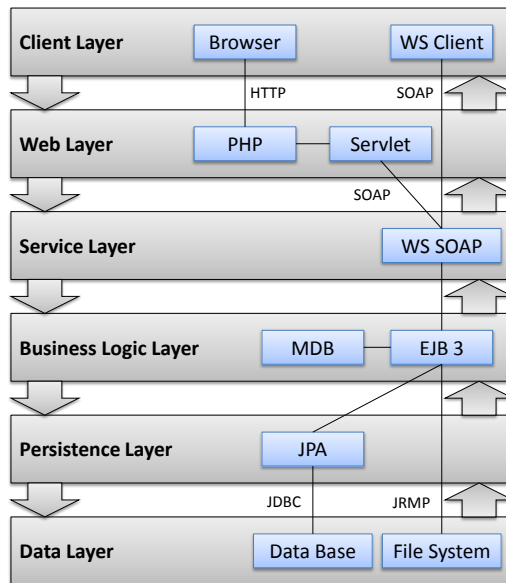 Client Layer
Browser
WS Client
HTTP
SOAP
Web Layer
PHP
Servlet
SOAP
Service Layer
WS SOAP
Business Logic Layer
MDB
EJB 3
Persistence Layer
JPA
JDBC
JRMP
Data Layer
Data Base
File System